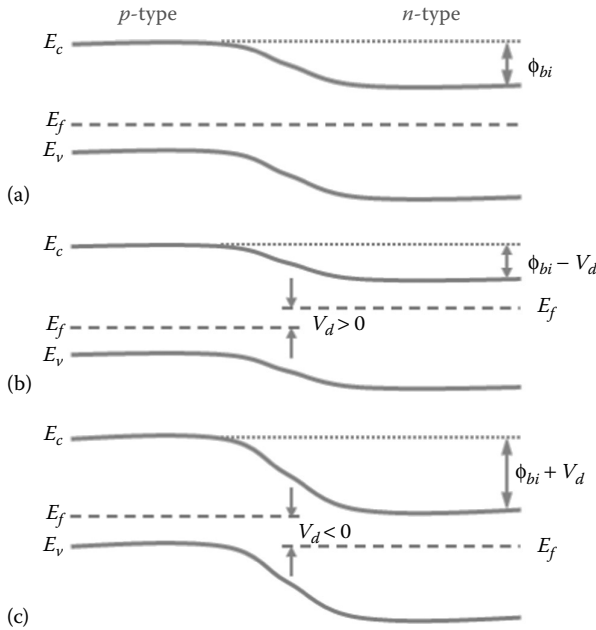 p-type n-type
E_c
ϕ_bi
E_f
E_v
(a)
E_c
ϕ_bi − V_d
E_f
V_d > 0
E_f
E_v
(b)
E_c
ϕ_bi + V_d
E_f
V_d < 0
E_v
E_f
(c)